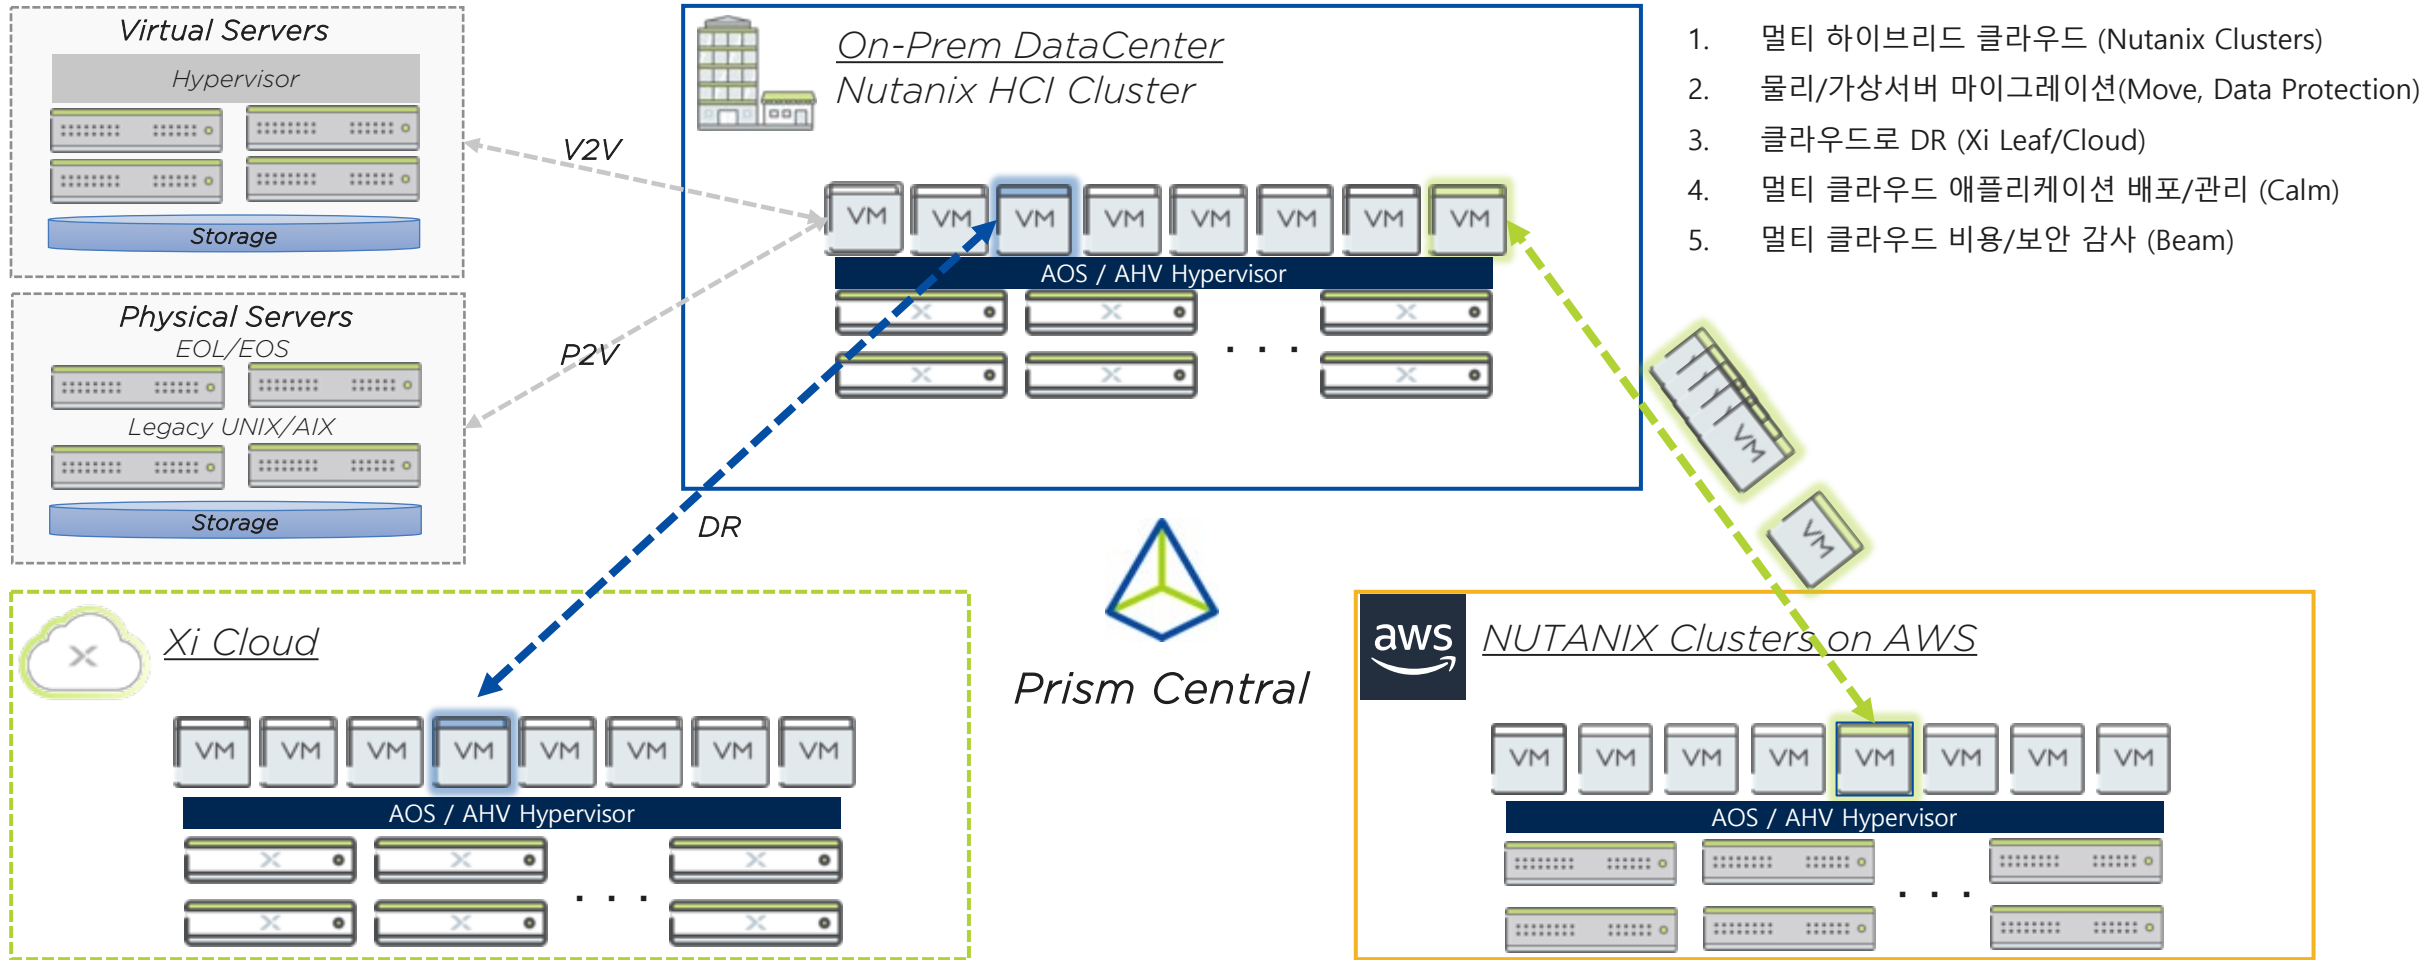 Virtual Servers
Hypervisor
Storage
Physical Servers
EOL/EOS
Legacy UNIX/AIX
Storage
V2V
P2V
DR
On-Prem DataCenter
Nutanix HCI Cluster
VM VM VM VM VM VM VM VM
AOS / AHV Hypervisor
. . .
1. 멀티 하이브리드 클라우드 (Nutanix Clusters)
2. 물리/가상서버 마이그레이션(Move, Data Protection)
3. 클라우드로 DR (Xi Leaf/Cloud)
4. 멀티 클라우드 애플리케이션 배포/관리 (Calm)
5. 멀티 클라우드 비용/보안 감사 (Beam)
VM
VM
Prism Central
Xi Cloud
VM VM VM VM VM VM VM VM
AOS / AHV Hypervisor
. . .
aws
NUTANIX Clusters on AWS
VM VM VM VM VM VM VM VM
AOS / AHV Hypervisor
. . .